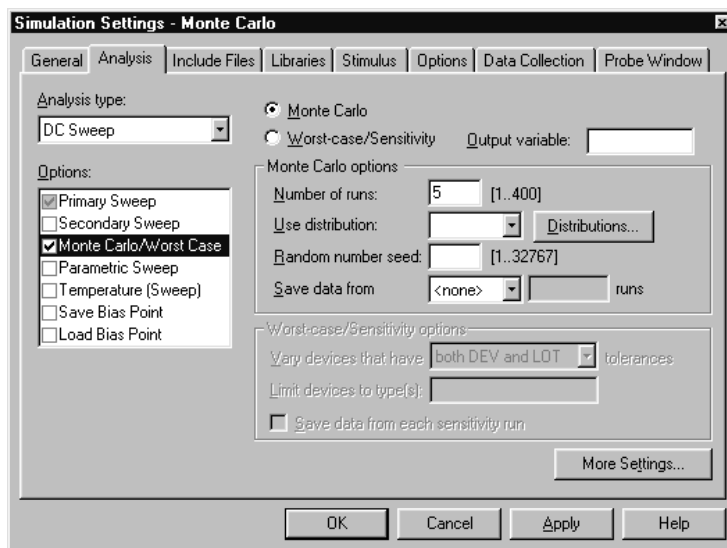 Simulation Settings - Monte Carlo
General Analysis Include Files Libraries Stimulus Options Data Collection Probe Window
Analysis type:
DC Sweep
Options:
Primary Sweep
Secondary Sweep
Monte Carlo/Worst Case
Parametric Sweep
Temperature (Sweep)
Save Bias Point
Load Bias Point
Monte Carlo
Worst-case/Sensitivity Output variable:
Monte Carlo options
Number of runs: 5 [1..400]
Use distribution: Distributions...
Random number seed: [1..32767]
Save data from <none> runs
Worst-case/Sensitivity options
Vary devices that have both DEV and LOT tolerances
Limit devices to type(s):
Save data from each sensitivity run
More Settings...
OK Cancel Apply Help